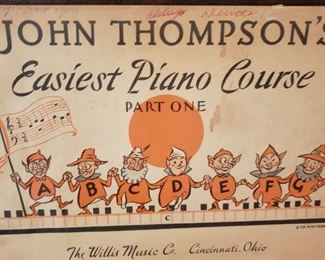 JOHN THOMPSON'S
Easiest Piano Course
PART ONE
A B C D E F G
C
The Willis Music Co. Cincinnati, Ohio